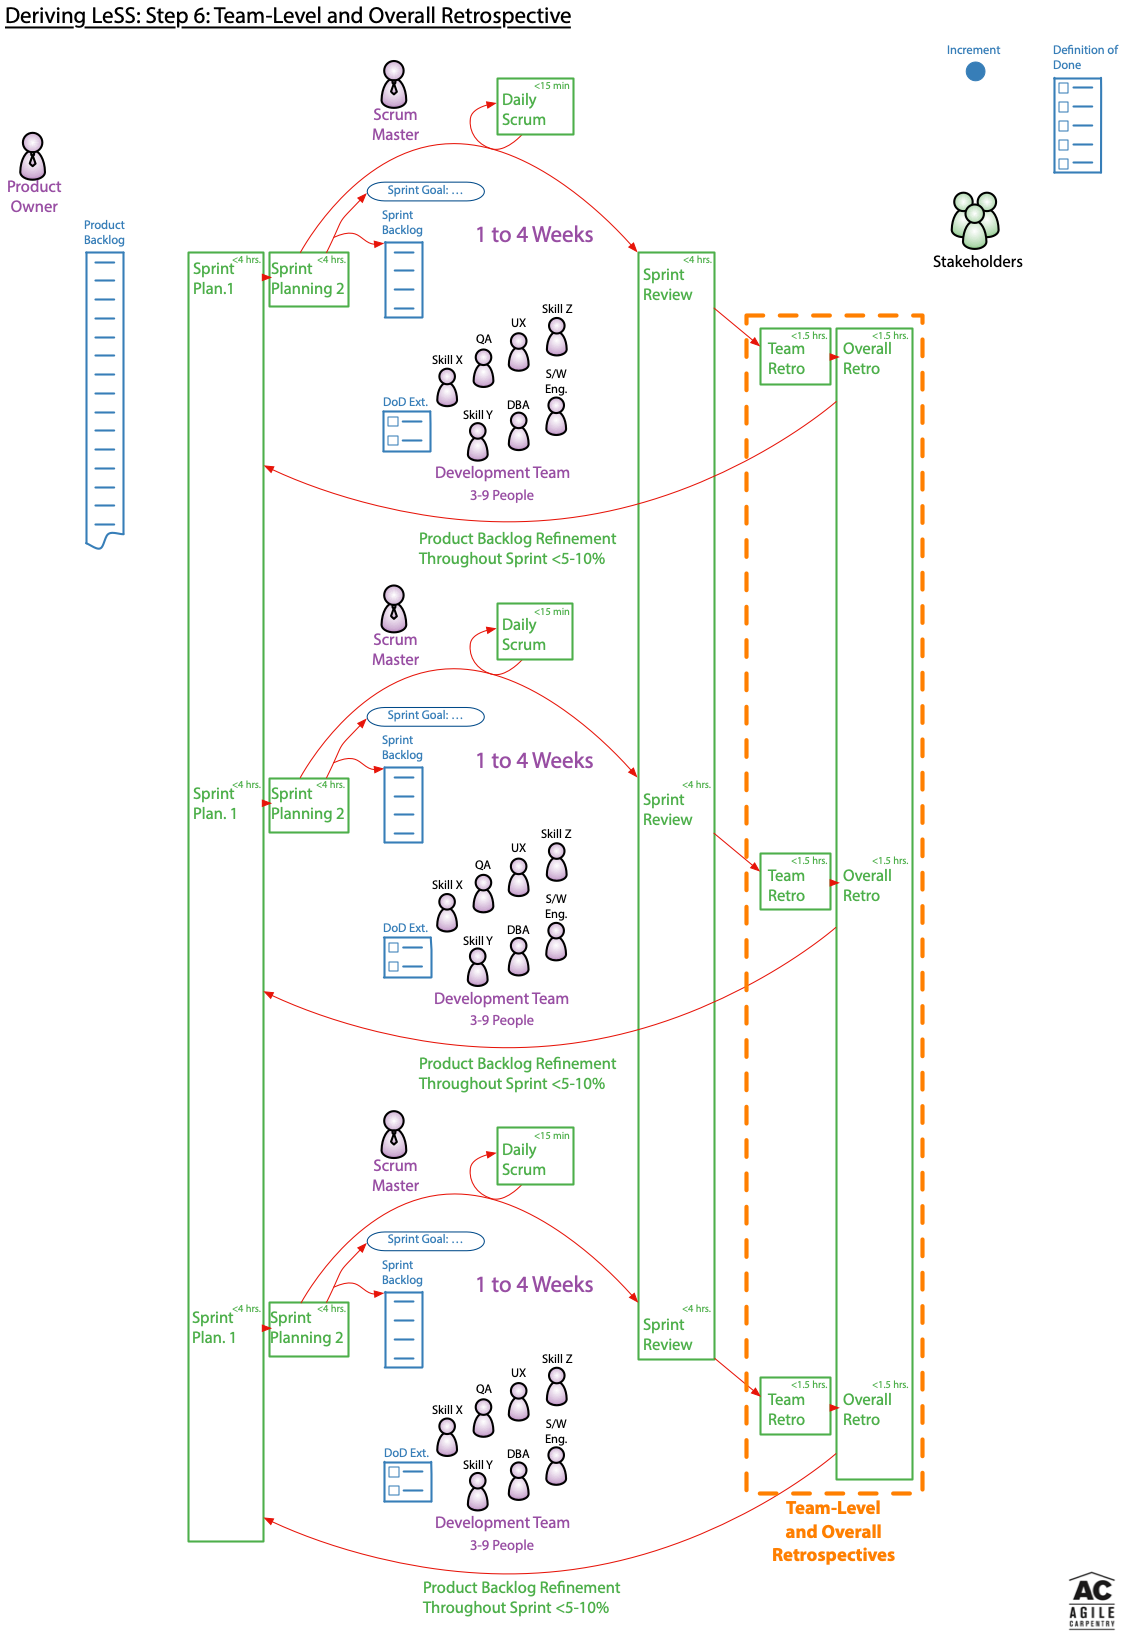 Deriving LeSS: Step 6: Team-Level and Overall Retrospective
Increment
Definition of
Done
<15 min
Daily
Scrum
Scrum
Master
Product
Owner
Sprint Goal: …
Product
Backlog
Sprint
Backlog
1 to 4 Weeks
Stakeholders
<4 hrs.
Sprint
Plan.1
<4 hrs.
Sprint
Planning 2
<4 hrs.
Sprint
Review
Skill Z
UX
QA
Skill X
S/W
Eng.
DBA
Skill Y
DoD Ext.
<1.5 hrs.
Team
Retro
<1.5 hrs.
Overall
Retro
Development Team
3-9 People
Product Backlog Refinement
Throughout Sprint <5-10%
<15 min
Daily
Scrum
Scrum
Master
Sprint Goal: …
Sprint
Backlog
1 to 4 Weeks
<4 hrs.
Sprint
Plan. 1
<4 hrs.
Sprint
Planning 2
<4 hrs.
Sprint
Review
Skill Z
UX
QA
Skill X
S/W
Eng.
DBA
Skill Y
DoD Ext.
<1.5 hrs.
Team
Retro
<1.5 hrs.
Overall
Retro
Development Team
3-9 People
Product Backlog Refinement
Throughout Sprint <5-10%
<15 min
Daily
Scrum
Scrum
Master
Sprint Goal: …
Sprint
Backlog
1 to 4 Weeks
<4 hrs.
Sprint
Plan. 1
<4 hrs.
Sprint
Planning 2
<4 hrs.
Sprint
Review
Skill Z
UX
QA
Skill X
S/W
Eng.
DBA
Skill Y
DoD Ext.
<1.5 hrs.
Team
Retro
<1.5 hrs.
Overall
Retro
Development Team
3-9 People
Team-Level
and Overall
Retrospectives
Product Backlog Refinement
Throughout Sprint <5-10%
AC
AGILE
CARPENTRY